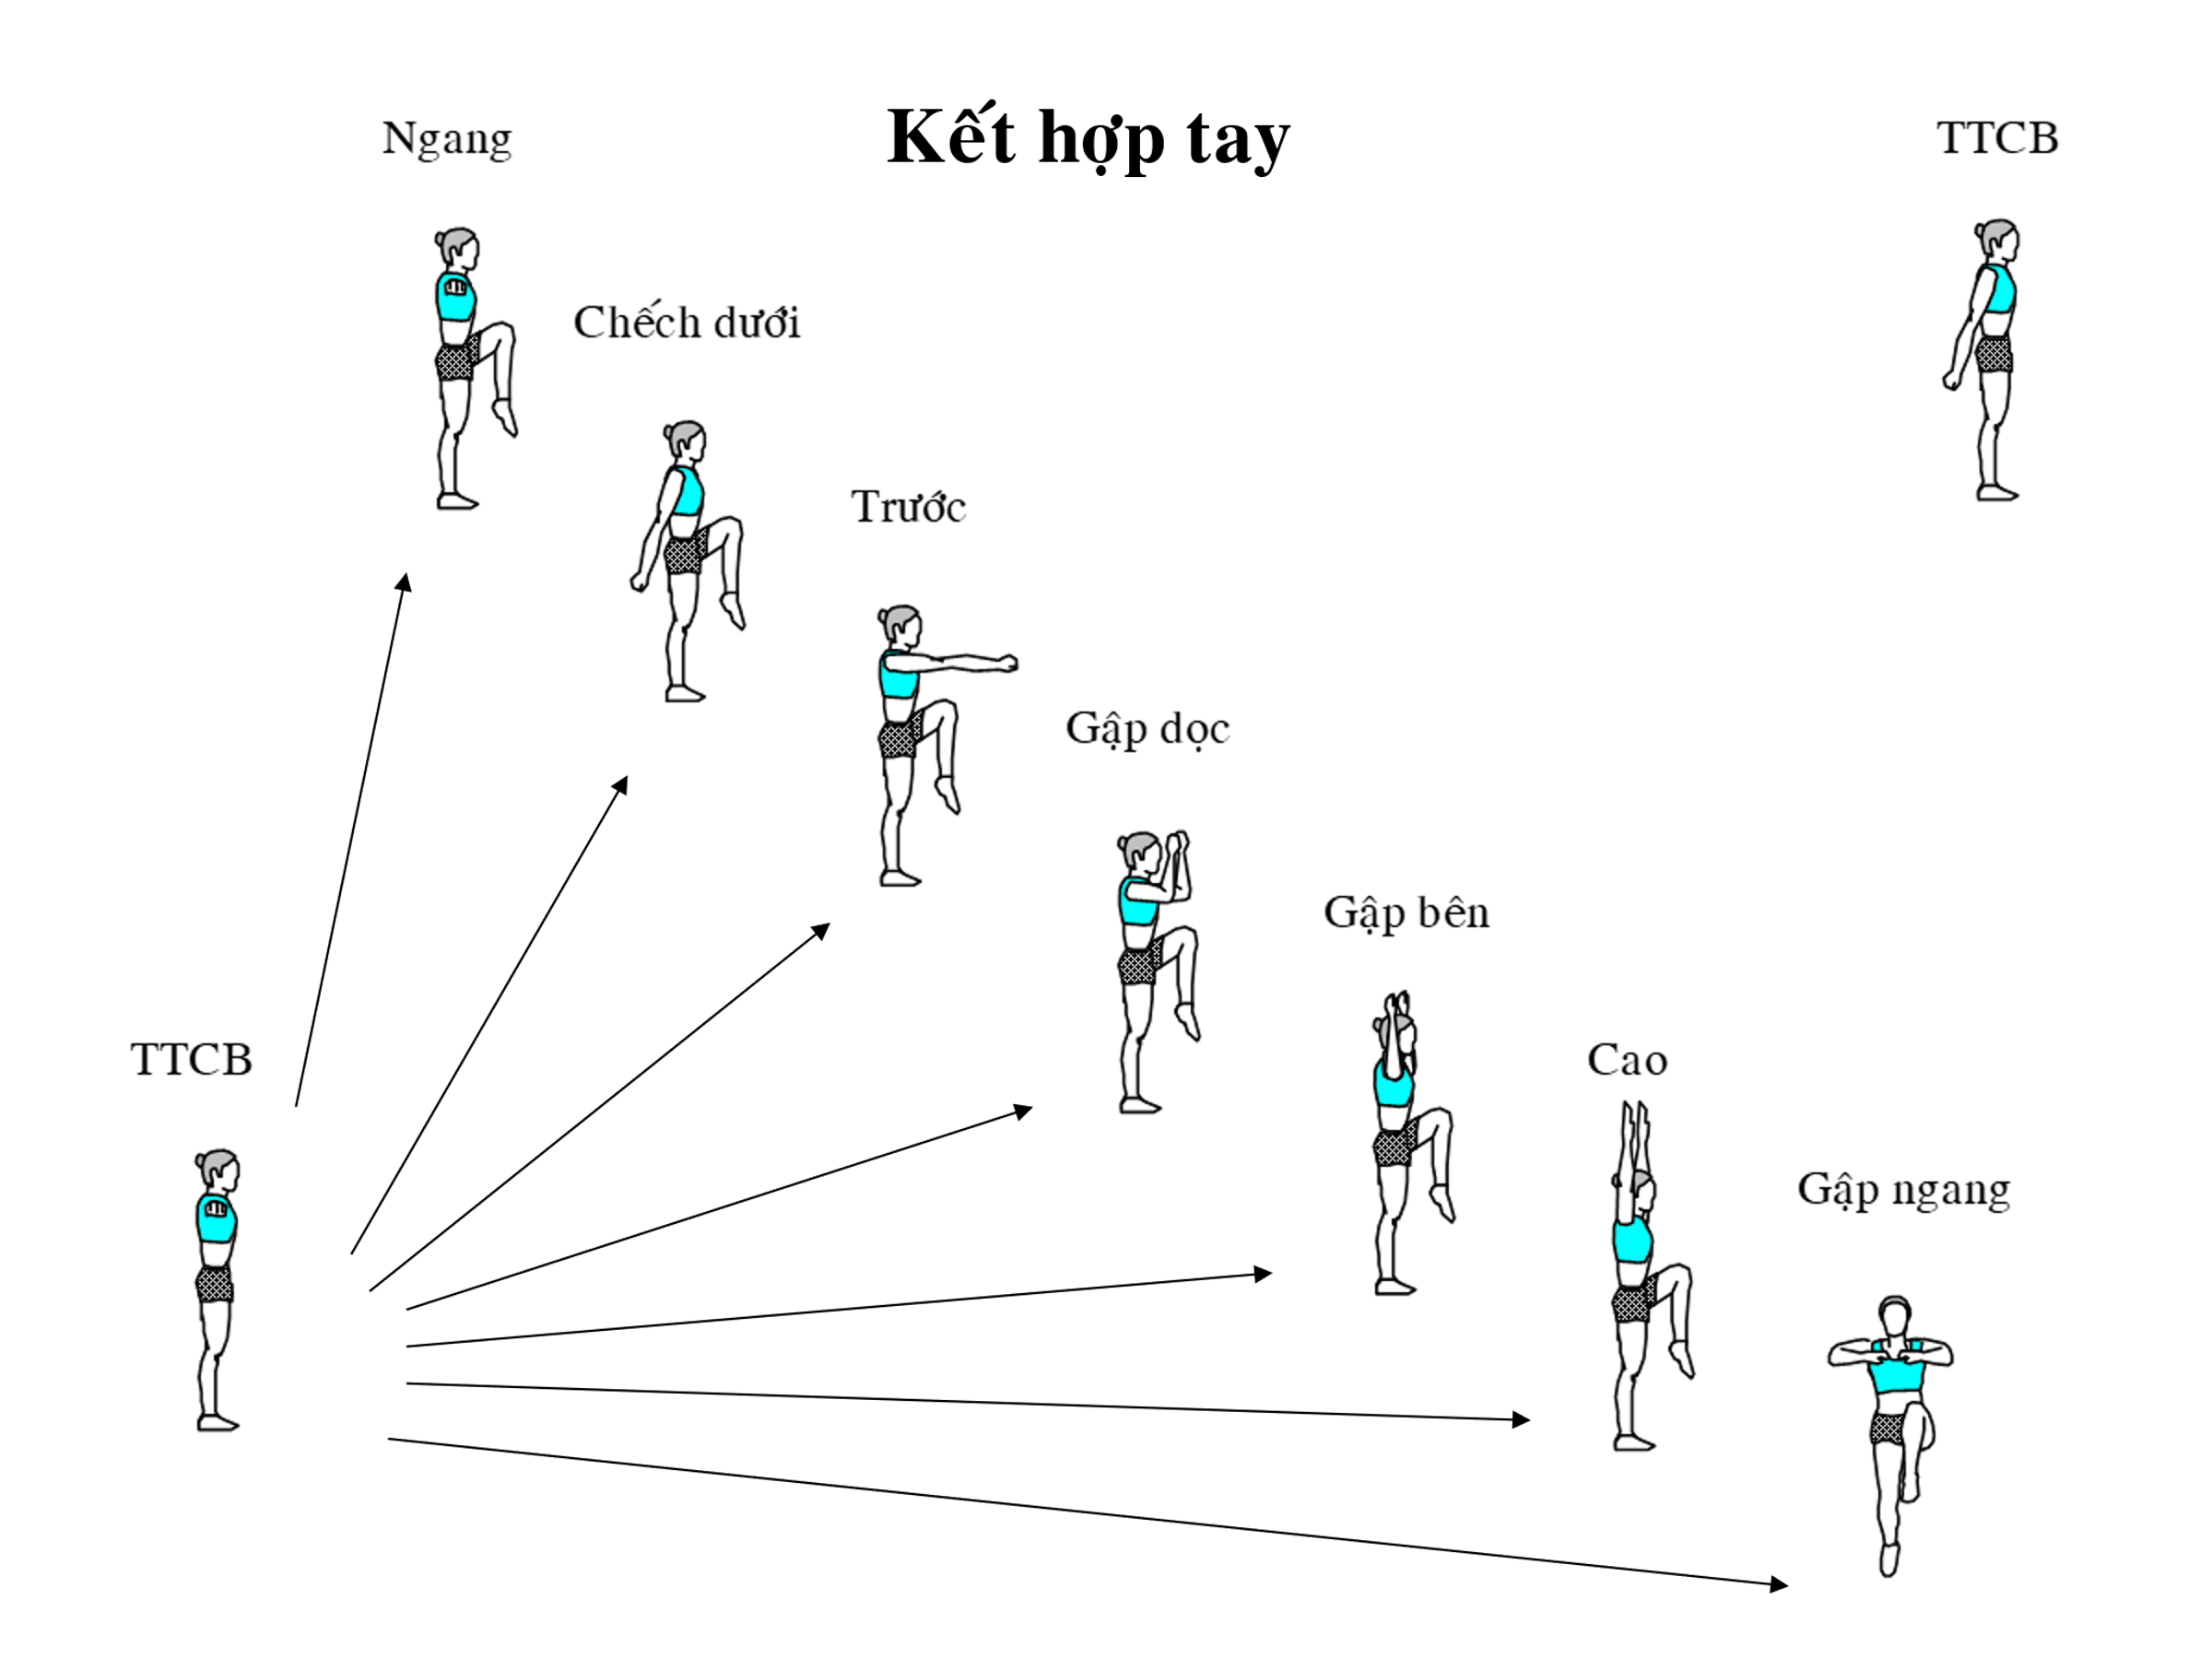 Kết hợp tay
Ngang
TTCB
Chếch dưới
Trước
Gập dọc
Gập bên
TTCB
Cao
Gập ngang